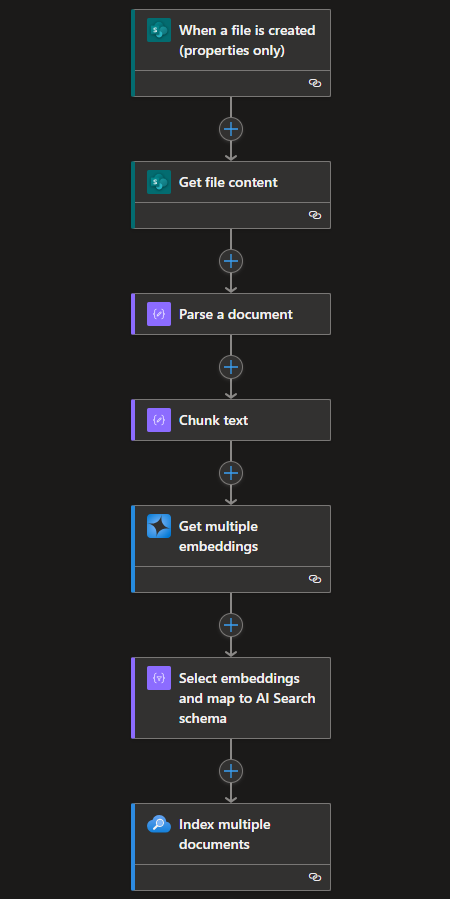 When a file is created
(properties only)
Get file content
Parse a document
Chunk text
Get multiple
embeddings
Select embeddings
and map to AI Search
schema
Index multiple
documents